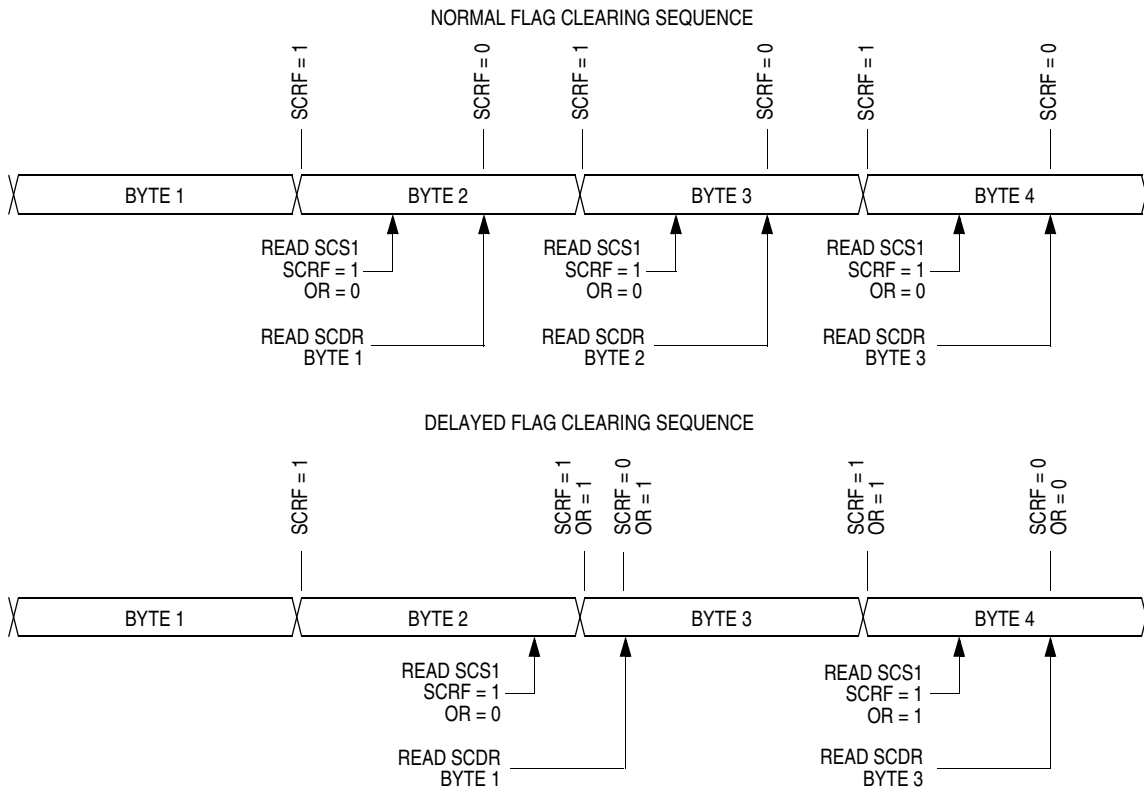 NORMAL FLAG CLEARING SEQUENCE
SCRF = 1
SCRF = 0
SCRF = 1
SCRF = 0
SCRF = 1
SCRF = 0
BYTE 1
BYTE 2
BYTE 3
BYTE 4
READ SCS1
SCRF = 1
OR = 0
READ SCS1
SCRF = 1
OR = 0
READ SCS1
SCRF = 1
OR = 0
READ SCDR
BYTE 1
READ SCDR
BYTE 2
READ SCDR
BYTE 3
DELAYED FLAG CLEARING SEQUENCE
SCRF = 1
SCRF = 1
OR = 1
SCRF = 0
OR = 1
SCRF = 1
OR = 1
SCRF = 0
OR = 0
BYTE 1
BYTE 2
BYTE 3
BYTE 4
READ SCS1
SCRF = 1
OR = 0
READ SCS1
SCRF = 1
OR = 1
READ SCDR
BYTE 1
READ SCDR
BYTE 3